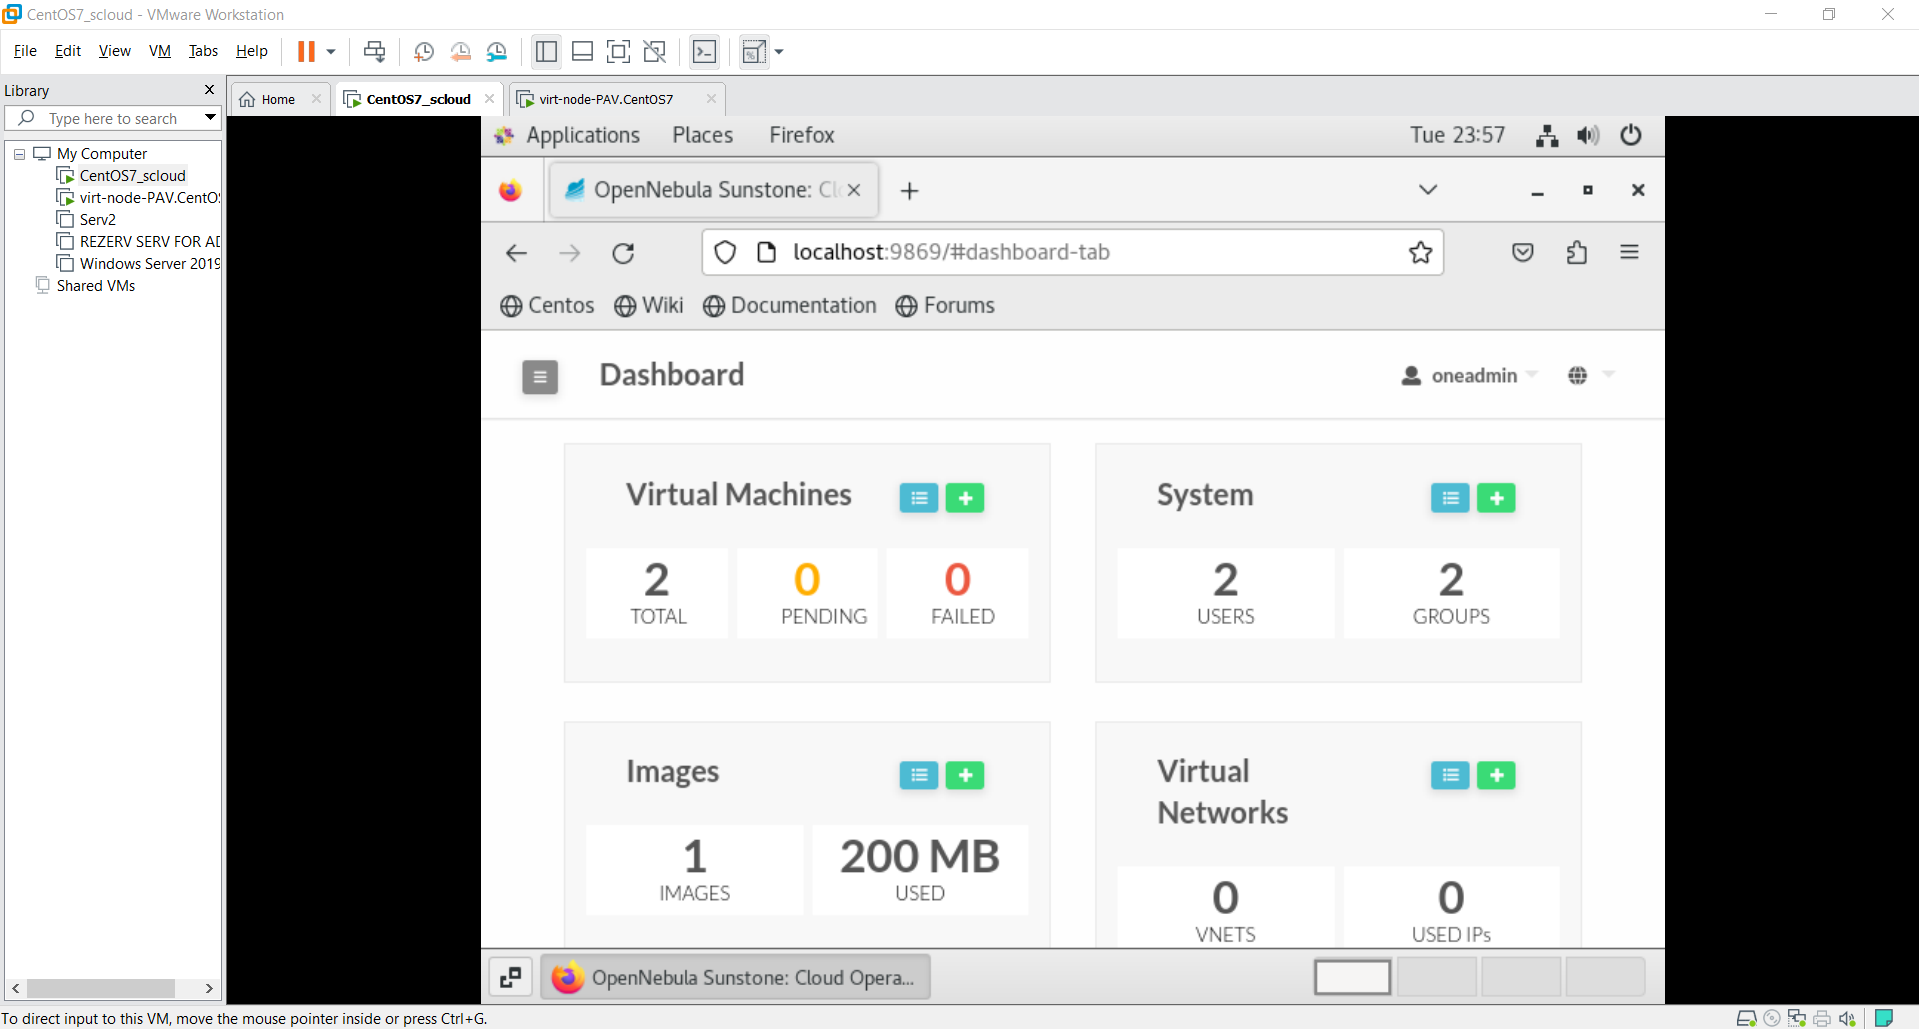 CentOS7_scloud - VMware Workstation
File Edit View VM Tabs Help
Library
Type here to search
My Computer
CentOS7_scloud
virt-node-PAV.CentOS
Serv2
REZERV SERV FOR AD
Windows Server 2019
Shared VMs
Home CentOS7_scloud virt-node-PAV.CentOS7
Applications Places Firefox Tue 23:57
OpenNebula Sunstone: Clo
localhost:9869/#dashboard-tab
Centos Wiki Documentation Forums
Dashboard oneadmin
Virtual Machines
2 0 0
TOTAL PENDING FAILED
System
2 2
USERS GROUPS
Images
1 200 MB
IMAGES USED
Virtual
Networks
0 0
VNETS USED IPs
OpenNebula Sunstone: Cloud Opera...
To direct input to this VM, move the mouse pointer inside or press Ctrl+G.